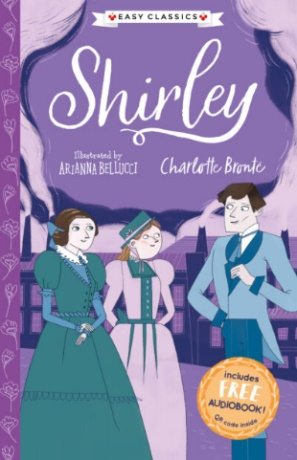 EASY CLASSICS
Shirley
Illustrated by
ARIANNA BELLUCCI
Charlotte Brontë
includes
FREE
AUDIOBOOK!
QR code inside